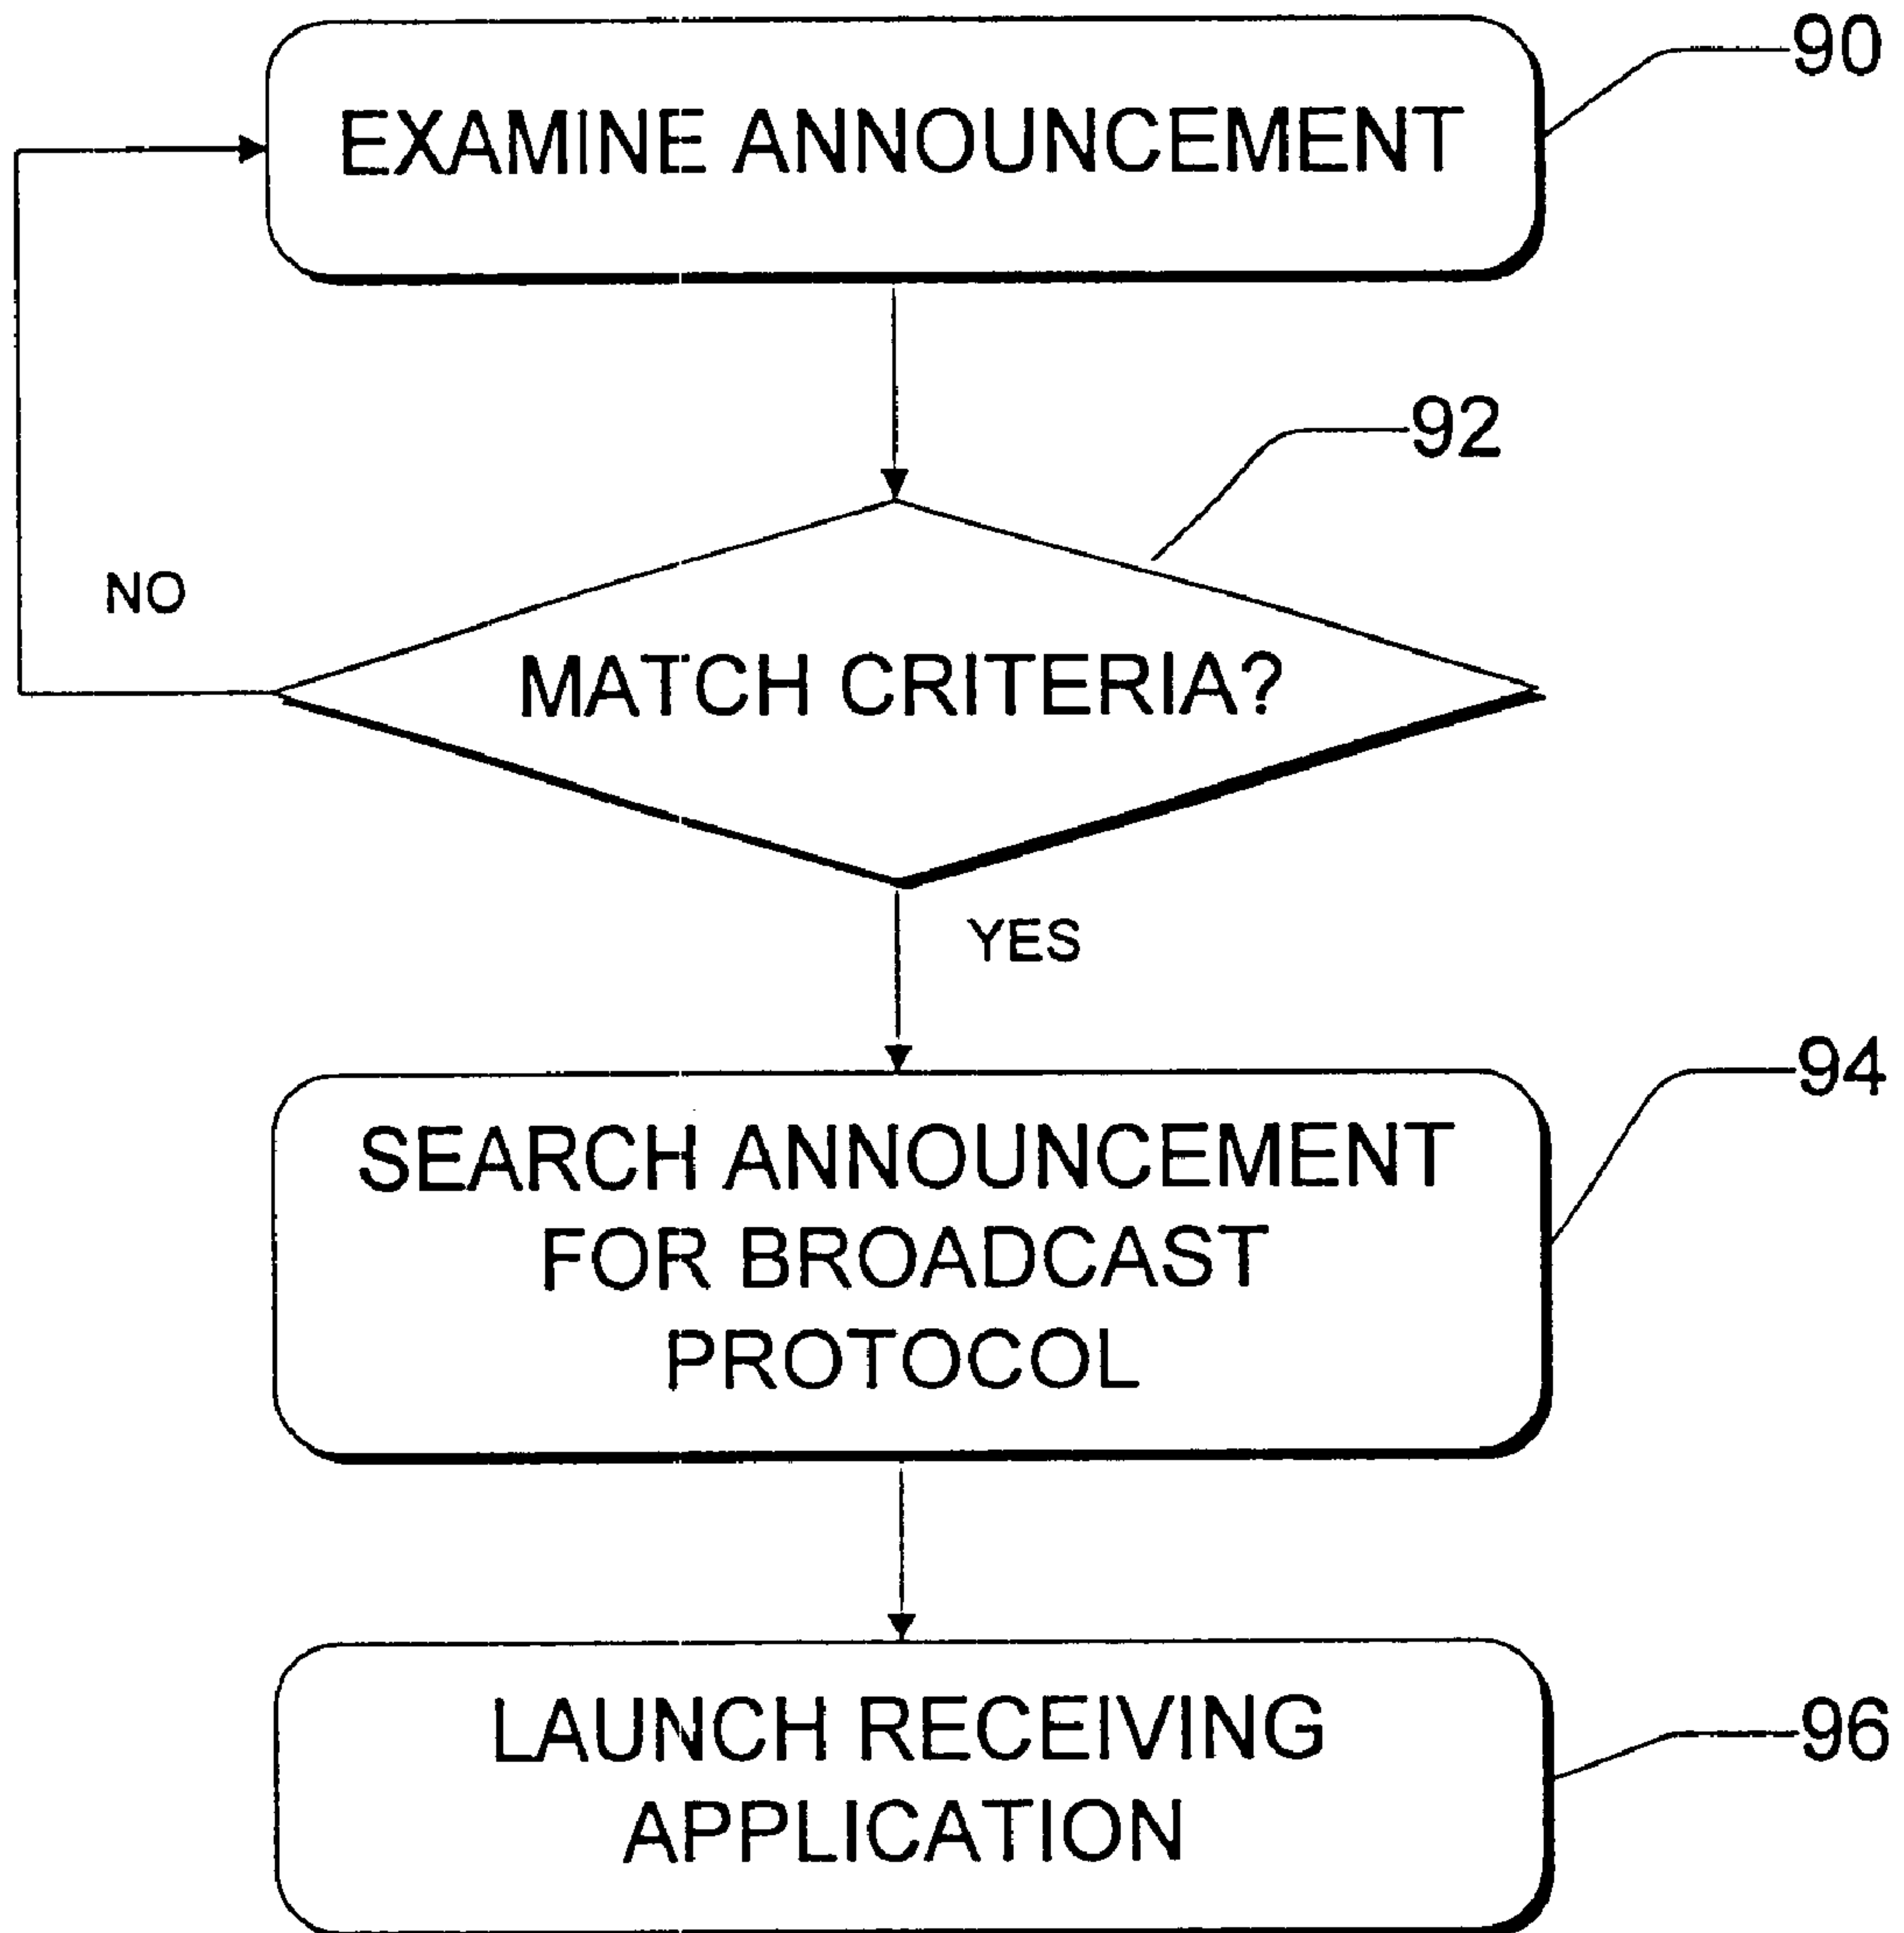 90
EXAMINE ANNOUNCEMENT
92
NO
MATCH CRITERIA?
YES
94
SEARCH ANNOUNCEMENT
FOR BROADCAST
PROTOCOL
96
LAUNCH RECEIVING
APPLICATION